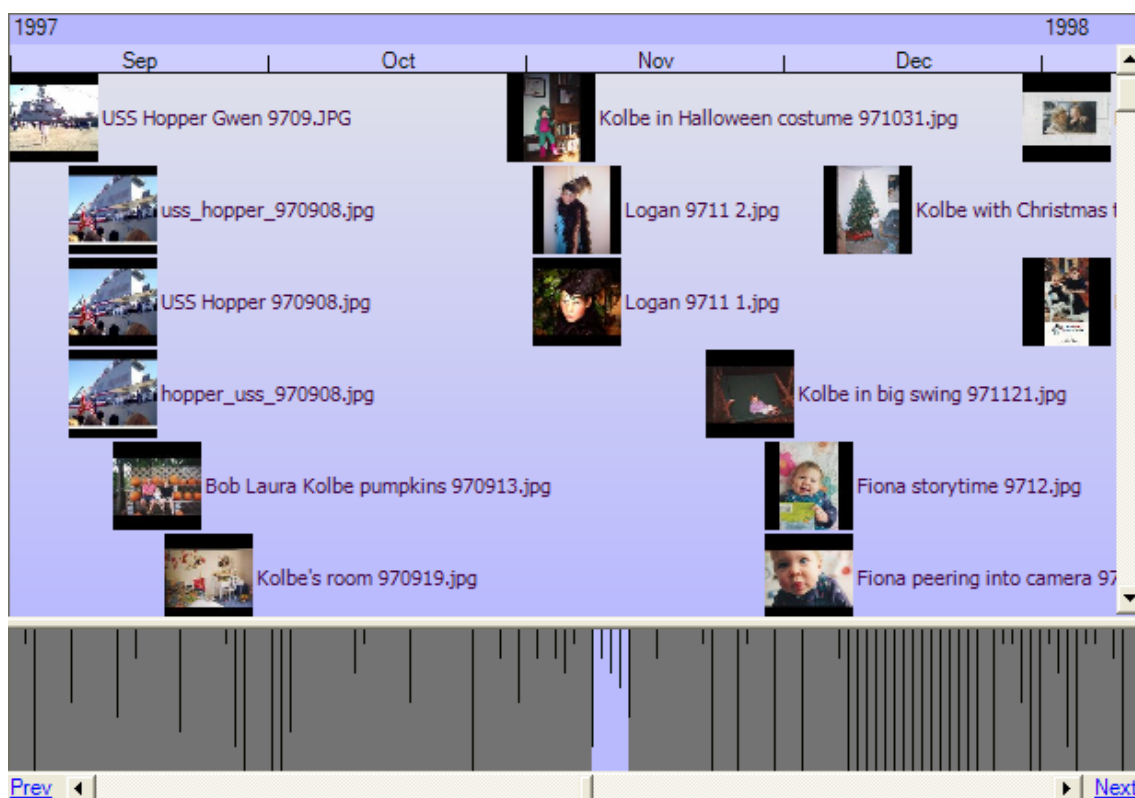 1997 1998
Sep Oct Nov Dec
USS Hopper Gwen 9709.JPG Kolbe in Halloween costume 971031.jpg
uss_hopper_970908.jpg Logan 9711 2.jpg Kolbe with Christmas
USS Hopper 970908.jpg Logan 9711 1.jpg
hopper_uss_970908.jpg Kolbe in big swing 971121.jpg
Bob Laura Kolbe pumpkins 970913.jpg Fiona storytime 9712.jpg
Kolbe's room 970919.jpg Fiona peering into camera 97
Prev Next